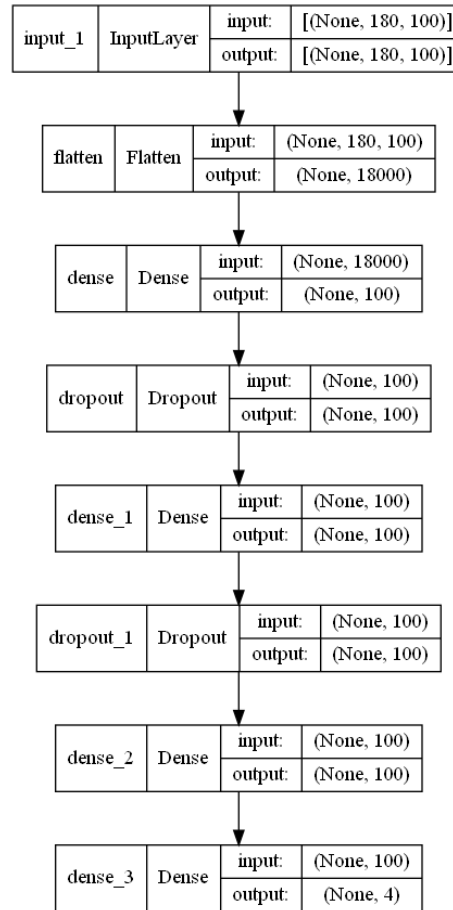 input_1 InputLayer input: [(None, 180, 100)]
output: [(None, 180, 100)]
flatten Flatten input: (None, 180, 100)
output: (None, 18000)
dense Dense input: (None, 18000)
output: (None, 100)
dropout Dropout input: (None, 100)
output: (None, 100)
dense_1 Dense input: (None, 100)
output: (None, 100)
dropout_1 Dropout input: (None, 100)
output: (None, 100)
dense_2 Dense input: (None, 100)
output: (None, 100)
dense_3 Dense input: (None, 100)
output: (None, 4)